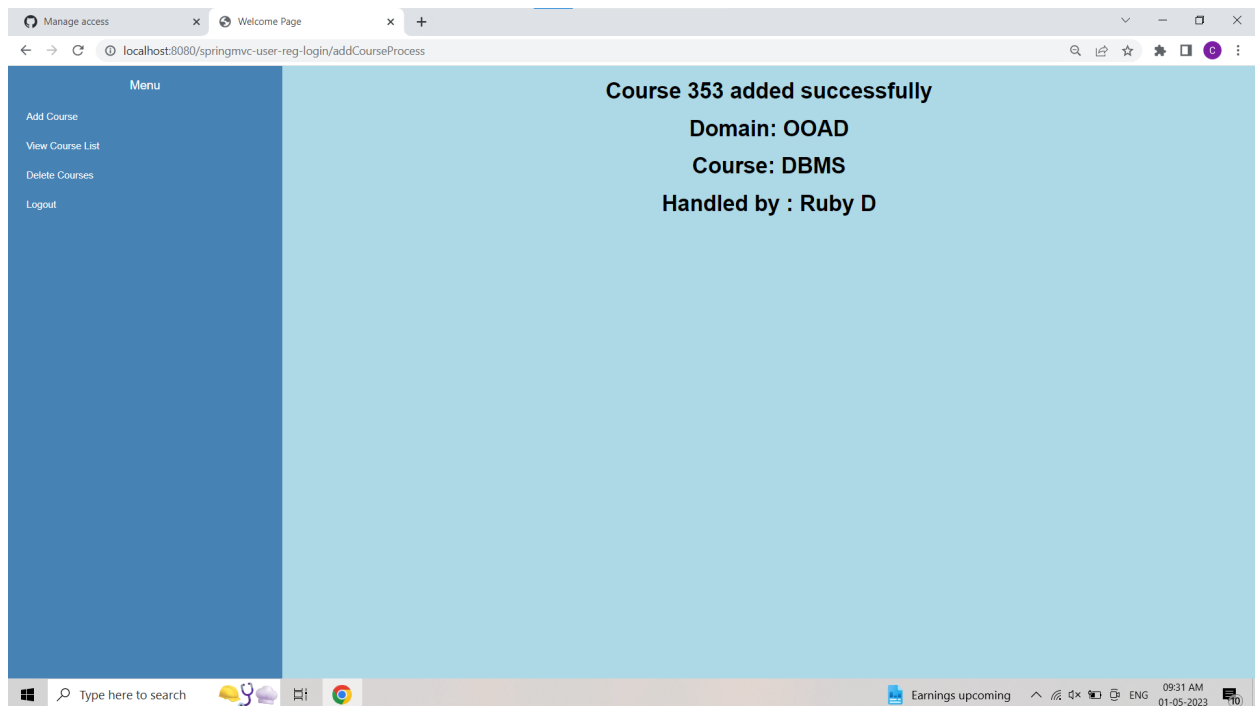 Manage access
Welcome Page
localhost:8080/springmvc-user-reg-login/addCourseProcess
C
Menu
Add Course
View Course List
Delete Courses
Logout
Course 353 added successfully
Domain: OOAD
Course: DBMS
Handled by : Ruby D
Type here to search
Earnings upcoming
ENG
09:31 AM
01-05-2023
10